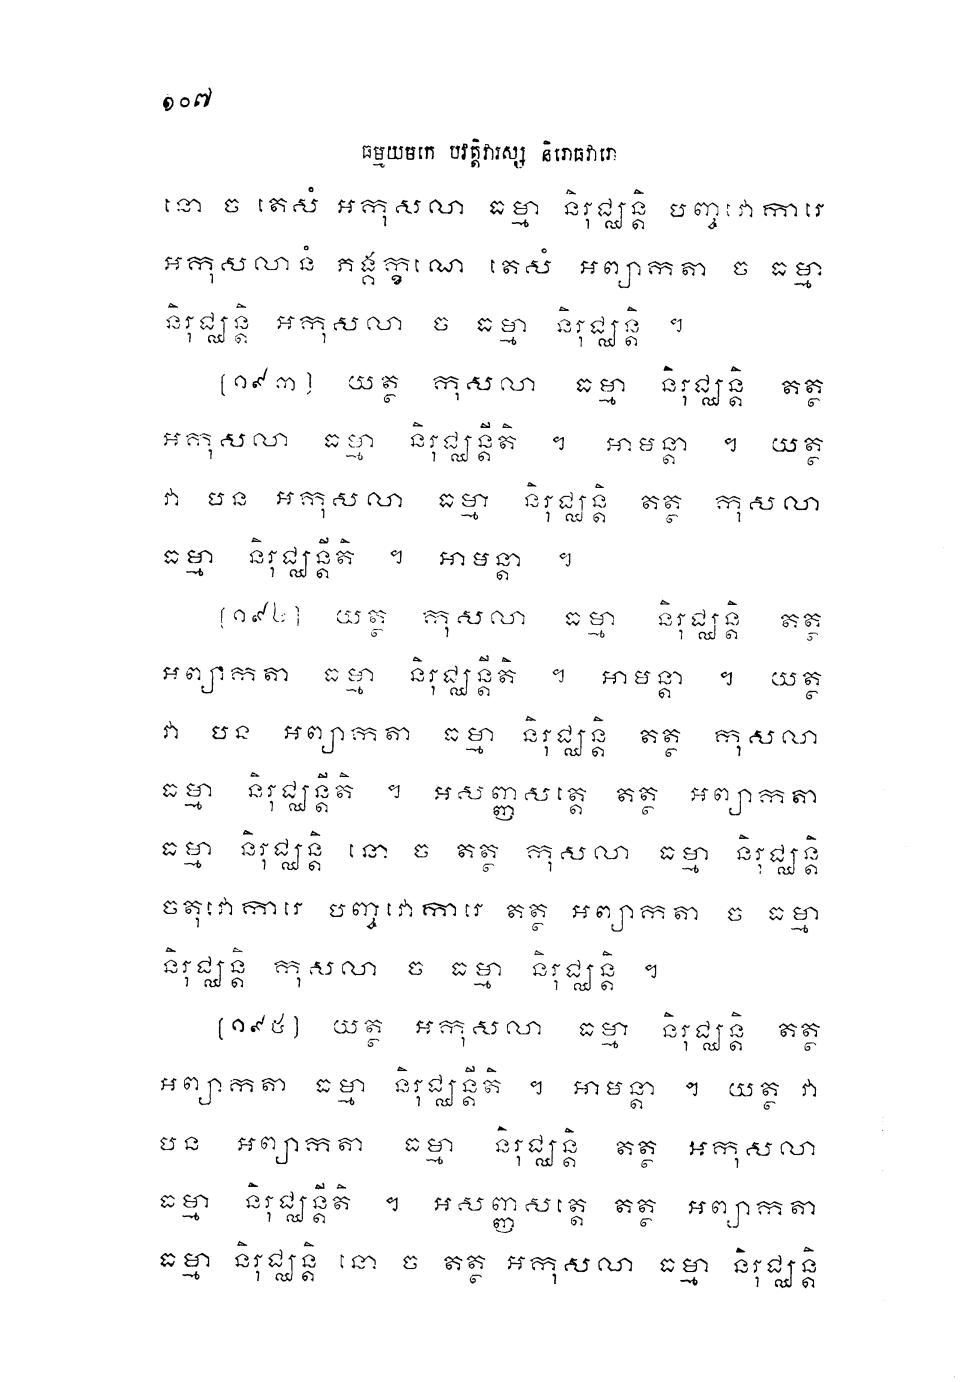 ១០៧
ធម្មយមកេ បវត្តិវារស្ស និរោធវារោ
នោ ច តេសំ អកុសលា ធម្មា និរុជ្ឈន្តិ បញ្ចវោការេ
អកុសលានំ ភង្គក្ខណេ តេសំ អព្យាកតា ច ធម្មា
និរុជ្ឈន្តិ អកុសលា ច ធម្មា និរុជ្ឈន្តិ ។
[១៩៣] យត្ថ កុសលា ធម្មា និរុជ្ឈន្តិ តត្ថ
អកុសលា ធម្មា និរុជ្ឈន្តីតិ ។ អាមន្តា ។ យត្ថ
វា បន អកុសលា ធម្មា និរុជ្ឈន្តិ តត្ថ កុសលា
ធម្មា និរុជ្ឈន្តីតិ ។ អាមន្តា ។
[១៩៤] យត្ថ កុសលា ធម្មា និរុជ្ឈន្តិ តត្ថ
អព្យាកតា ធម្មា និរុជ្ឈន្តីតិ ។ អាមន្តា ។ យត្ថ
វា បន អព្យាកតា ធម្មា និរុជ្ឈន្តិ តត្ថ កុសលា
ធម្មា និរុជ្ឈន្តីតិ ។ អសញ្ញសត្តេ តត្ថ អព្យាកតា
ធម្មា និរុជ្ឈន្តិ នោ ច តត្ថ កុសលា ធម្មា និរុជ្ឈន្តិ
ចតុវោការេ បញ្ចវោការេ តត្ថ អព្យាកតា ច ធម្មា
និរុជ្ឈន្តិ កុសលា ច ធម្មា និរុជ្ឈន្តិ ។
[១៩៥] យត្ថ អកុសលា ធម្មា និរុជ្ឈន្តិ តត្ថ
អព្យាកតា ធម្មា និរុជ្ឈន្តីតិ ។ អាមន្តា ។ យត្ថ វា
បន អព្យាកតា ធម្មា និរុជ្ឈន្តិ តត្ថ អកុសលា
ធម្មា និរុជ្ឈន្តីតិ ។ អសញ្ញសត្តេ តត្ថ អព្យាកតា
ធម្មា និរុជ្ឈន្តិ នោ ច តត្ថ អកុសលា ធម្មា និរុជ្ឈន្តិ